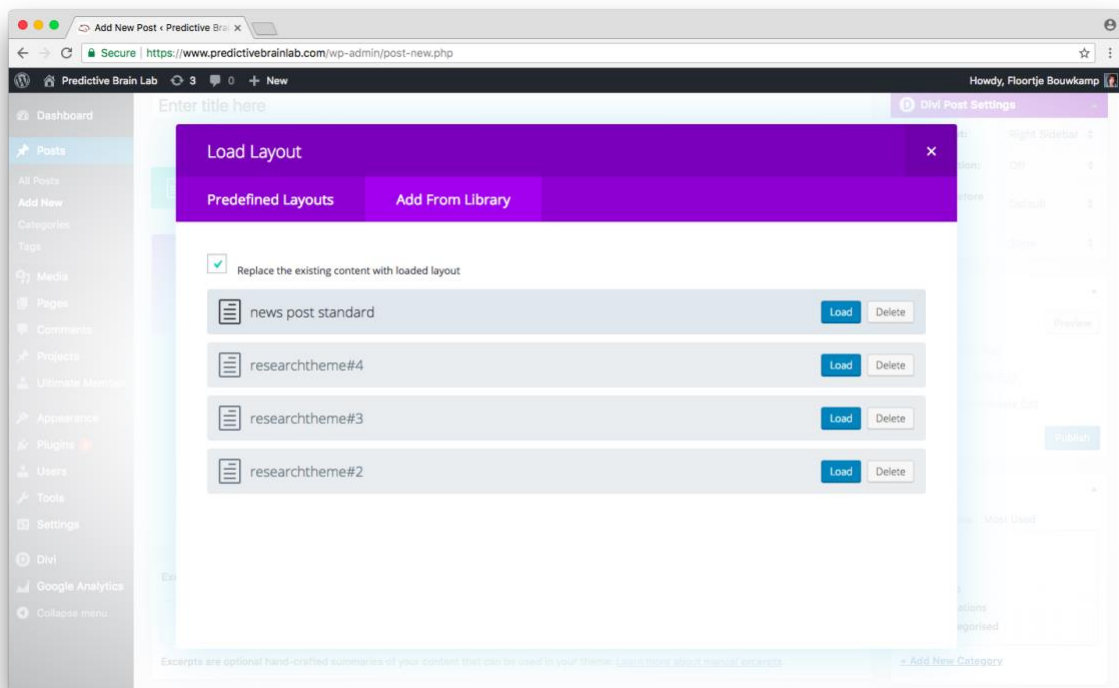 Add New Post ‹ Predictive Brai
Secure | https://www.predictivebrainlab.com/wp-admin/post-new.php
Predictive Brain Lab 3 0 + New Howdy, Floortje Bouwkamp
Dashboard
Enter title here
Divi Post Settings
Posts
Load Layout
Right Sidebar
Off
Predefined Layouts Add From Library
All Posts
Add New
Default
Categories
Tags
Replace the existing content with loaded layout
Media
Pages
news post standard Load Delete
Comments
Preview
Projects
researchtheme#4 Load Delete
Appearance
researchtheme#3 Load Delete
Plugins
Publish
Users
researchtheme#2 Load Delete
Tools
Settings
Most Used
Divi
Google Analytics
Collapse menu
Excerpts are optional hand-crafted summaries of your content that can be used in your theme. Learn more about manual excerpts.
+ Add New Category